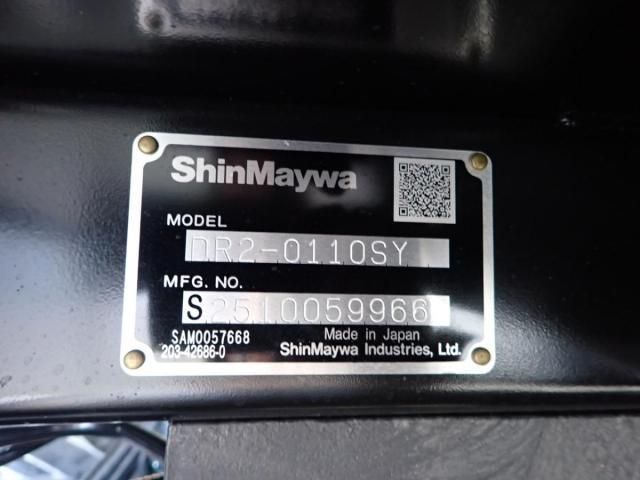 ShinMaywa
MODEL
DR2-0110SY
MFG. NO.
S2510059966
SAM0057668
203-42686-0
Made in Japan
ShinMaywa Industries, Ltd.